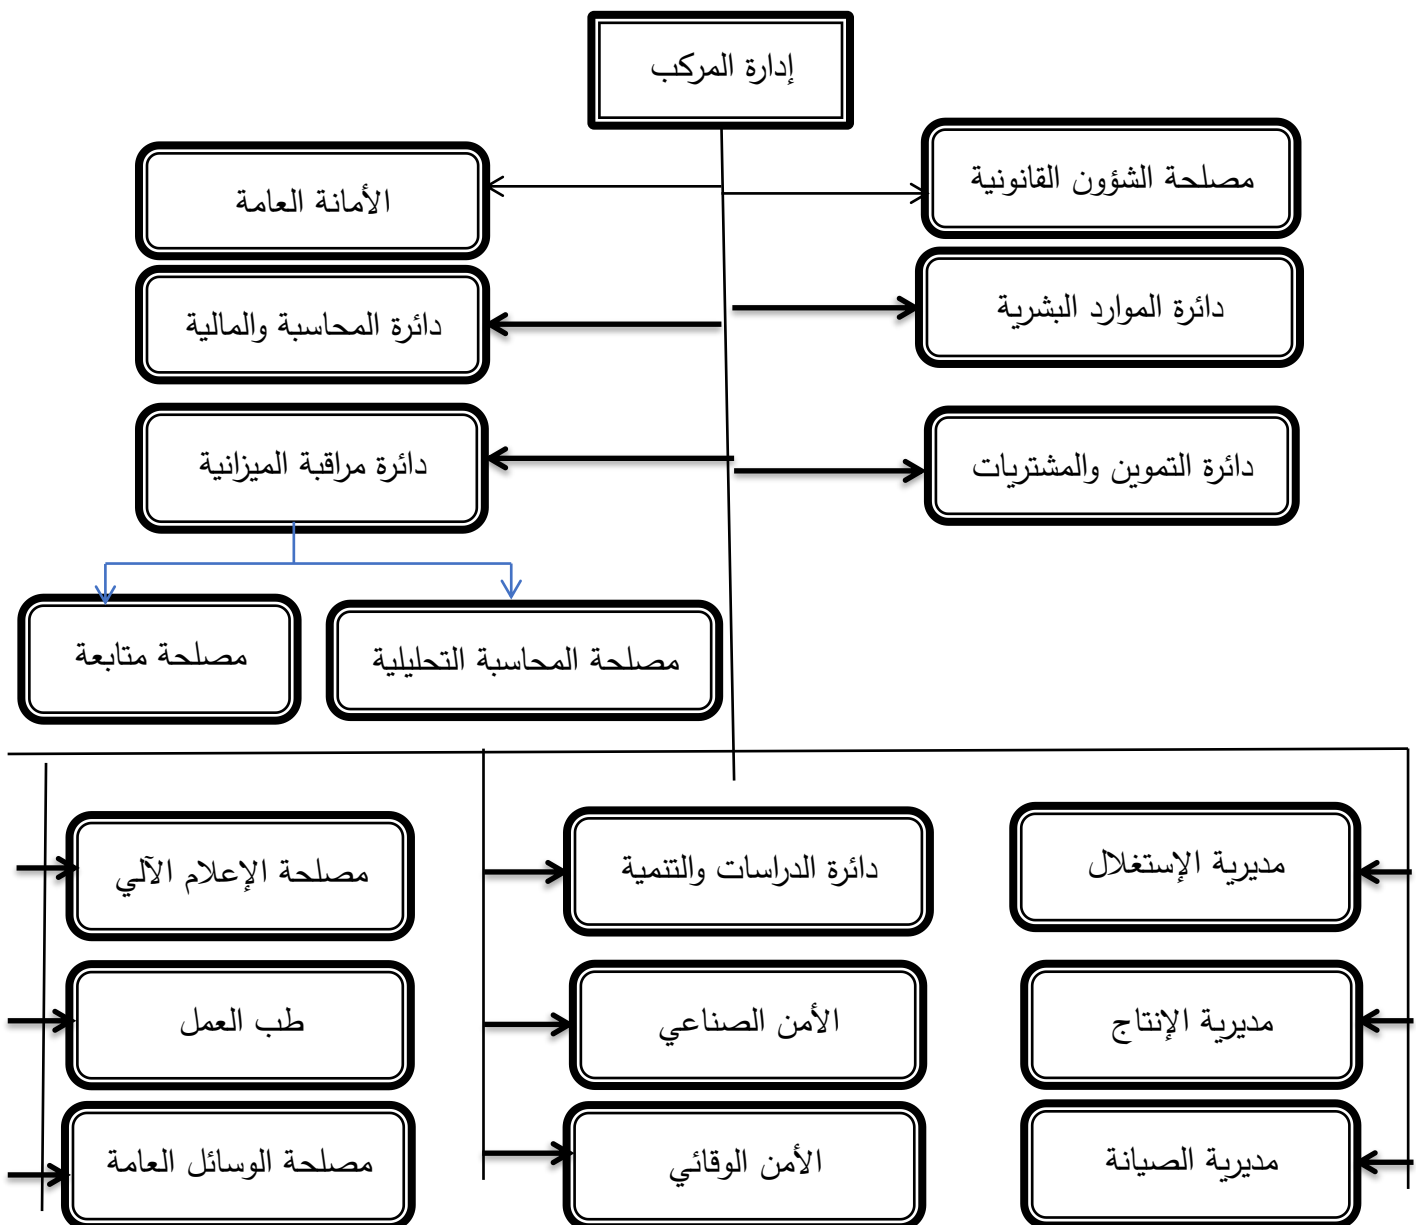 إدارة المركب
مصلحة الشؤون القانونية
الأمانة العامة
دائرة الموارد البشرية
دائرة المحاسبة والمالية
دائرة التموين والمشتريات
دائرة مراقبة الميزانية
مصلحة المحاسبة التحليلية
مصلحة متابعة
مديرية الإستغلال
دائرة الدراسات والتنمية
مصلحة الإعلام الآلي
مديرية الإنتاج
الأمن الصناعي
طب العمل
مديرية الصيانة
الأمن الوقائي
مصلحة الوسائل العامة